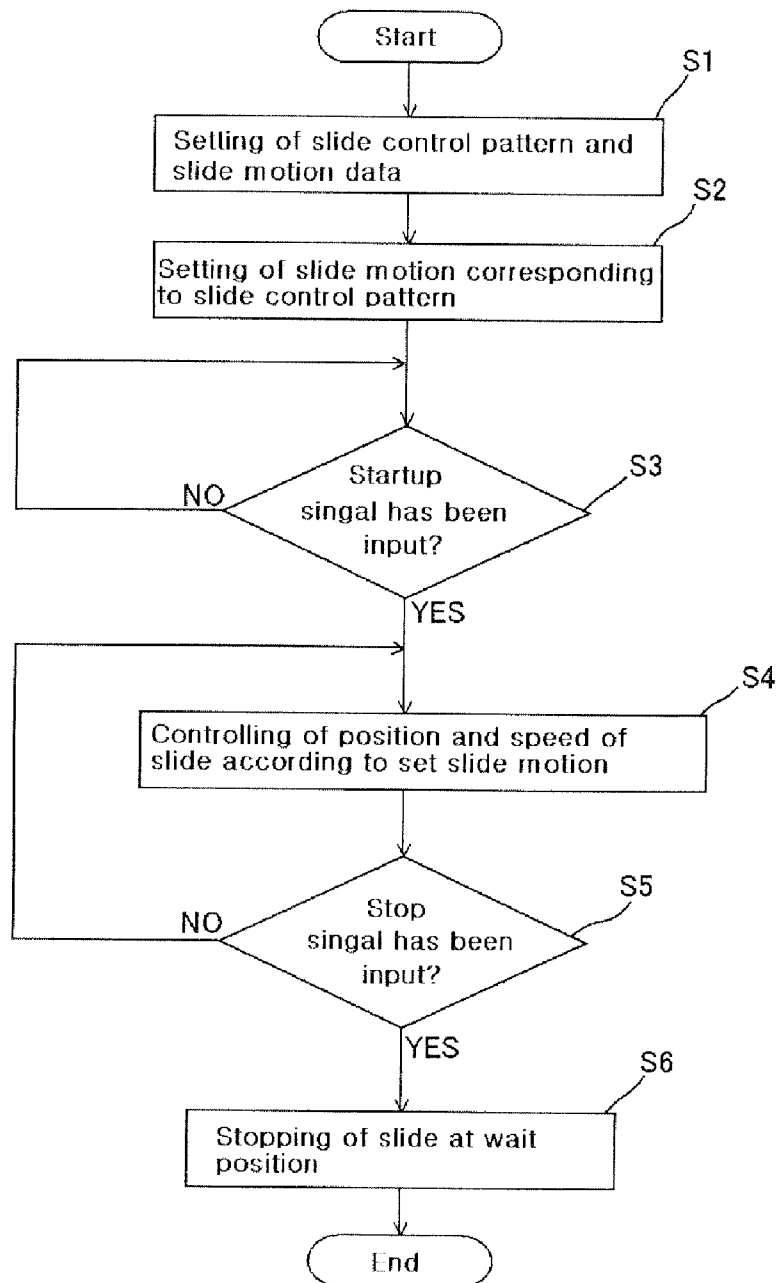 Start
S1
Setting of slide control pattern and
slide motion data
S2
Setting of slide motion corresponding
to slide control pattern
S3
Startup
singal has been
input?
NO
YES
S4
Controlling of position and speed of
slide according to set slide motion
S5
Stop
singal has been
input?
NO
YES
S6
Stopping of slide at wait
position
End